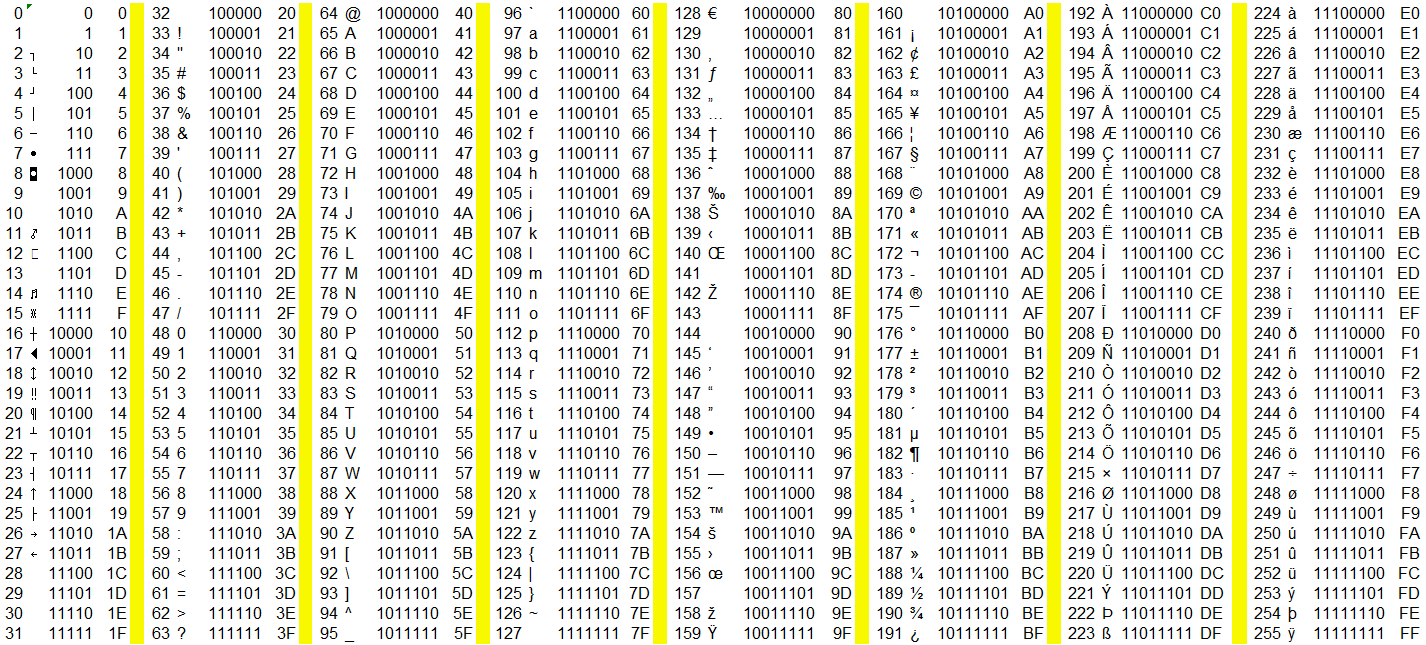 0 0 0 32 100000 20 64 @ 1000000 40 96 ` 1100000 60 128 € 10000000 80 160 10100000 A0 192 À 11000000 C0 224 à 11100000 E0
1 1 1 33 ! 100001 21 65 A 1000001 41 97 a 1100001 61 129 10000001 81 161 ¡ 10100001 A1 193 Á 11000001 C1 225 á 11100001 E1
2 ┐ 10 2 34 " 100010 22 66 B 1000010 42 98 b 1100010 62 130 ‚ 10000010 82 162 ¢ 10100010 A2 194 Â 11000010 C2 226 â 11100010 E2
3 └ 11 3 35 # 100011 23 67 C 1000011 43 99 c 1100011 63 131 ƒ 10000011 83 163 £ 10100011 A3 195 Ã 11000011 C3 227 ã 11100011 E3
4 ┘ 100 4 36 $ 100100 24 68 D 1000100 44 100 d 1100100 64 132 „ 10000100 84 164 ¤ 10100100 A4 196 Ä 11000100 C4 228 ä 11100100 E4
5 │ 101 5 37 % 100101 25 69 E 1000101 45 101 e 1100101 65 133 … 10000101 85 165 ¥ 10100101 A5 197 Å 11000101 C5 229 å 11100101 E5
6 ─ 110 6 38 & 100110 26 70 F 1000110 46 102 f 1100110 66 134 † 10000110 86 166 ¦ 10100110 A6 198 Æ 11000110 C6 230 æ 11100110 E6
7 • 111 7 39 ' 100111 27 71 G 1000111 47 103 g 1100111 67 135 ‡ 10000111 87 167 § 10100111 A7 199 Ç 11000111 C7 231 ç 11100111 E7
8 ◘ 1000 8 40 ( 101000 28 72 H 1001000 48 104 h 1101000 68 136 ˆ 10001000 88 168 ¨ 10101000 A8 200 È 11001000 C8 232 è 11101000 E8
9 1001 9 41 ) 101001 29 73 I 1001001 49 105 i 1101001 69 137 ‰ 10001001 89 169 © 10101001 A9 201 É 11001001 C9 233 é 11101001 E9
10 1010 A 42 * 101010 2A 74 J 1001010 4A 106 j 1101010 6A 138 Š 10001010 8A 170 ª 10101010 AA 202 Ê 11001010 CA 234 ê 11101010 EA
11 ♂ 1011 B 43 + 101011 2B 75 K 1001011 4B 107 k 1101011 6B 139 ‹ 10001011 8B 171 « 10101011 AB 203 Ë 11001011 CB 235 ë 11101011 EB
12 □ 1100 C 44 , 101100 2C 76 L 1001100 4C 108 l 1101100 6C 140 Œ 10001100 8C 172 ¬ 10101100 AC 204 Ì 11001100 CC 236 ì 11101100 EC
13 1101 D 45 - 101101 2D 77 M 1001101 4D 109 m 1101101 6D 141 10001101 8D 173 - 10101101 AD 205 Í 11001101 CD 237 í 11101101 ED
14 ♬ 1110 E 46 . 101110 2E 78 N 1001110 4E 110 n 1101110 6E 142 Ž 10001110 8E 174 ® 10101110 AE 206 Î 11001110 CE 238 î 11101110 EE
15 ¤ 1111 F 47 / 101111 2F 79 O 1001111 4F 111 o 1101111 6F 143 10001111 8F 175 ¯ 10101111 AF 207 Ï 11001111 CF 239 ï 11101111 EF
16 ┼ 10000 10 48 0 110000 30 80 P 1010000 50 112 p 1110000 70 144 10010000 90 176 ° 10110000 B0 208 Ð 11010000 D0 240 ð 11110000 F0
17 ◄ 10001 11 49 1 110001 31 81 Q 1010001 51 113 q 1110001 71 145 ‘ 10010001 91 177 ± 10110001 B1 209 Ñ 11010001 D1 241 ñ 11110001 F1
18 ↕ 10010 12 50 2 110010 32 82 R 1010010 52 114 r 1110010 72 146 ’ 10010010 92 178 ² 10110010 B2 210 Ò 11010010 D2 242 ò 11110010 F2
19 ‼ 10011 13 51 3 110011 33 83 S 1010011 53 115 s 1110011 73 147 “ 10010011 93 179 ³ 10110011 B3 211 Ó 11010011 D3 243 ó 11110011 F3
20 ¶ 10100 14 52 4 110100 34 84 T 1010100 54 116 t 1110100 74 148 ” 10010100 94 180 ´ 10110100 B4 212 Ô 11010100 D4 244 ô 11110100 F4
21 ┴ 10101 15 53 5 110101 35 85 U 1010101 55 117 u 1110101 75 149 • 10010101 95 181 µ 10110101 B5 213 Õ 11010101 D5 245 õ 11110101 F5
22 ┬ 10110 16 54 6 110110 36 86 V 1010110 56 118 v 1110110 76 150 – 10010110 96 182 ¶ 10110110 B6 214 Ö 11010110 D6 246 ö 11110110 F6
23 ┤ 10111 17 55 7 110111 37 87 W 1010111 57 119 w 1110111 77 151 — 10010111 97 183 · 10110111 B7 215 × 11010111 D7 247 ÷ 11110111 F7
24 ↑ 11000 18 56 8 111000 38 88 X 1011000 58 120 x 1111000 78 152 ˜ 10011000 98 184 ¸ 10111000 B8 216 Ø 11011000 D8 248 ø 11111000 F8
25 ├ 11001 19 57 9 111001 39 89 Y 1011001 59 121 y 1111001 79 153 ™ 10011001 99 185 ¹ 10111001 B9 217 Ù 11011001 D9 249 ù 11111001 F9
26 → 11010 1A 58 : 111010 3A 90 Z 1011010 5A 122 z 1111010 7A 154 š 10011010 9A 186 º 10111010 BA 218 Ú 11011010 DA 250 ú 11111010 FA
27 ← 11011 1B 59 ; 111011 3B 91 [ 1011011 5B 123 { 1111011 7B 155 › 10011011 9B 187 » 10111011 BB 219 Û 11011011 DB 251 û 11111011 FB
28 11100 1C 60 < 111100 3C 92 \ 1011100 5C 124 | 1111100 7C 156 œ 10011100 9C 188 ¼ 10111100 BC 220 Ü 11011100 DC 252 ü 11111100 FC
29 11101 1D 61 = 111101 3D 93 ] 1011101 5D 125 } 1111101 7D 157 10011101 9D 189 ½ 10111101 BD 221 Ý 11011101 DD 253 ý 11111101 FD
30 11110 1E 62 > 111110 3E 94 ^ 1011110 5E 126 ~ 1111110 7E 158 ž 10011110 9E 190 ¾ 10111110 BE 222 Þ 11011110 DE 254 þ 11111110 FE
31 11111 1F 63 ? 111111 3F 95 _ 1011111 5F 127 1111111 7F 159 Ÿ 10011111 9F 191 ¿ 10111111 BF 223 ß 11011111 DF 255 ÿ 11111111 FF